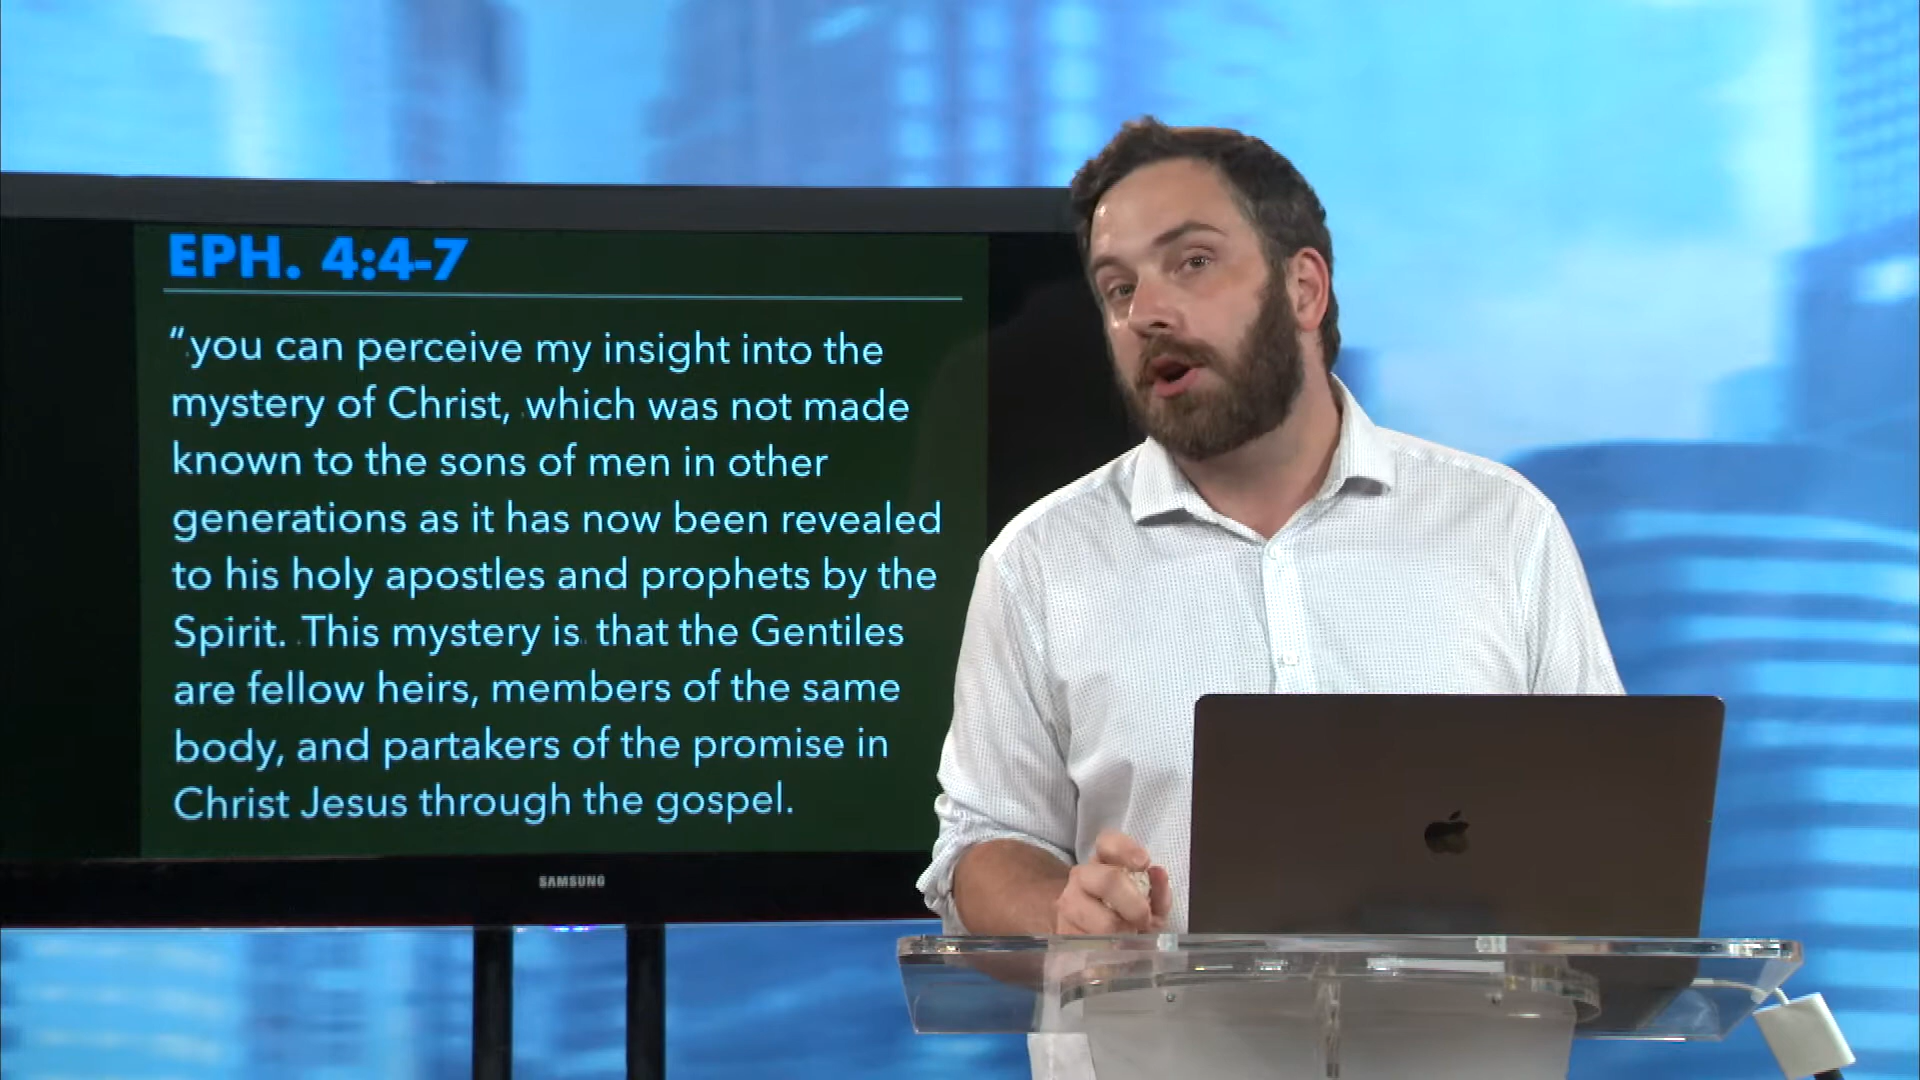 EPH. 4:4-7
“you can perceive my insight into the
mystery of Christ, which was not made
known to the sons of men in other
generations as it has now been revealed
to his holy apostles and prophets by the
Spirit. This mystery is that the Gentiles
are fellow heirs, members of the same
body, and partakers of the promise in
Christ Jesus through the gospel.
SAMSUNG